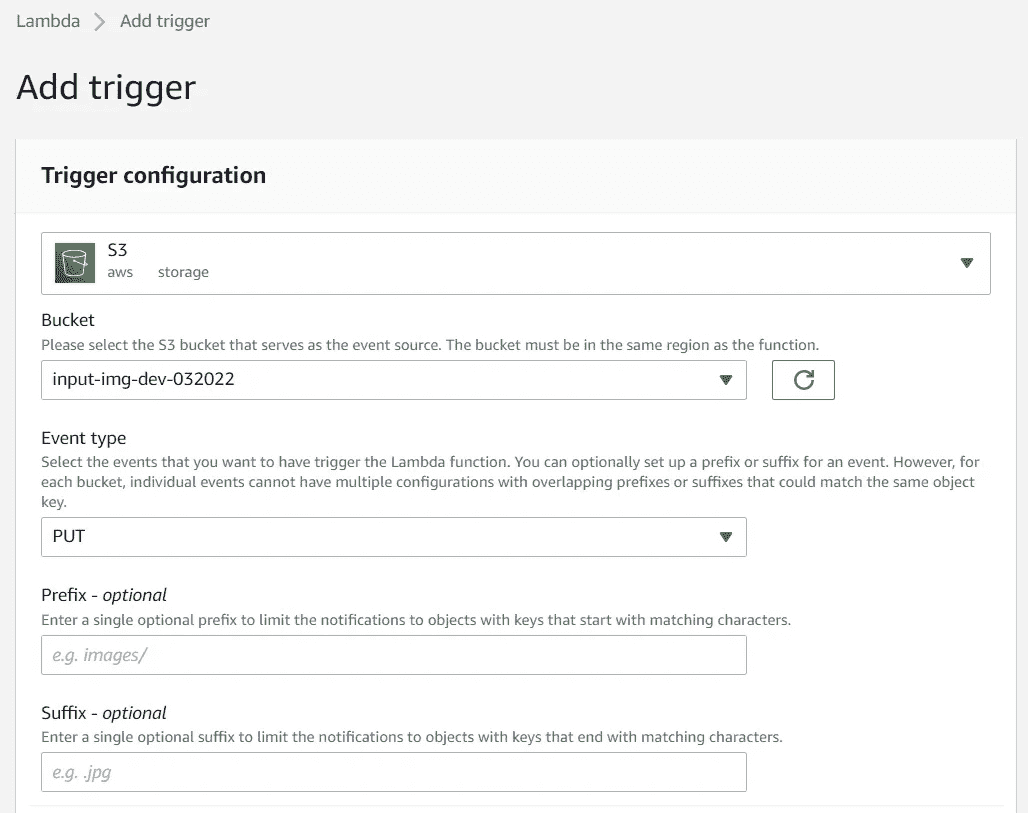 Lambda > Add trigger
Add trigger
Trigger configuration
S3
aws storage
Bucket
Please select the S3 bucket that serves as the event source. The bucket must be in the same region as the function.
input-img-dev-032022
Event type
Select the events that you want to have trigger the Lambda function. You can optionally set up a prefix or suffix for an event. However, for
each bucket, individual events cannot have multiple configurations with overlapping prefixes or suffixes that could match the same object
key.
PUT
Prefix - optional
Enter a single optional prefix to limit the notifications to objects with keys that start with matching characters.
e.g. images/
Suffix - optional
Enter a single optional suffix to limit the notifications to objects with keys that end with matching characters.
e.g. .jpg